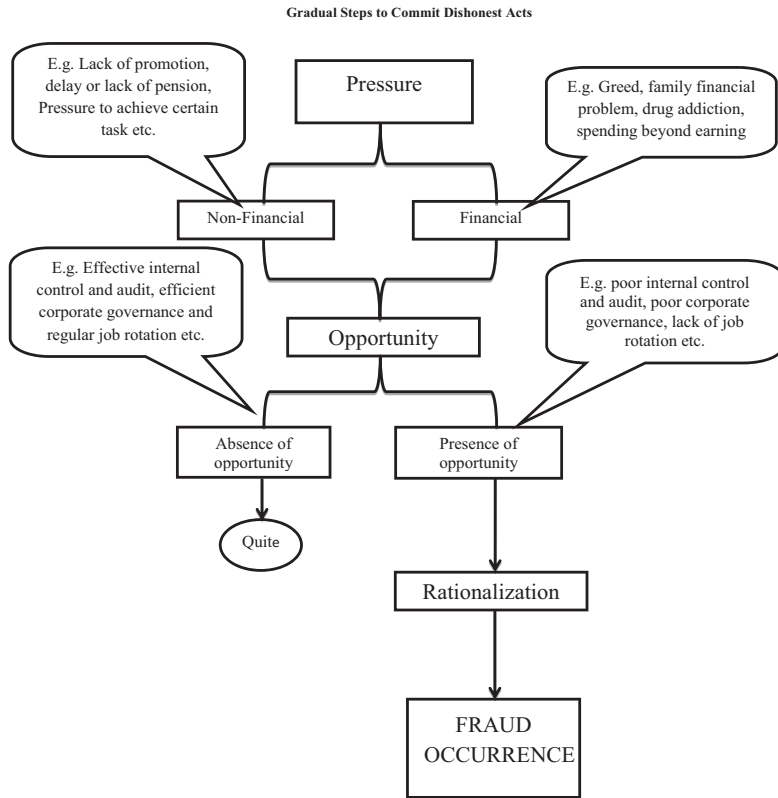 Gradual Steps to Commit Dishonest Acts
E.g. Lack of promotion,
delay or lack of pension,
Pressure to achieve certain
task etc.
Pressure
E.g. Greed, family financial
problem, drug addiction,
spending beyond earning
Non-Financial
Financial
E.g. Effective internal
control and audit, efficient
corporate governance and
regular job rotation etc.
E.g. poor internal control
and audit, poor corporate
governance, lack of job
rotation etc.
Opportunity
Absence of
opportunity
Presence of
opportunity
Quite
Rationalization
FRAUD
OCCURRENCE